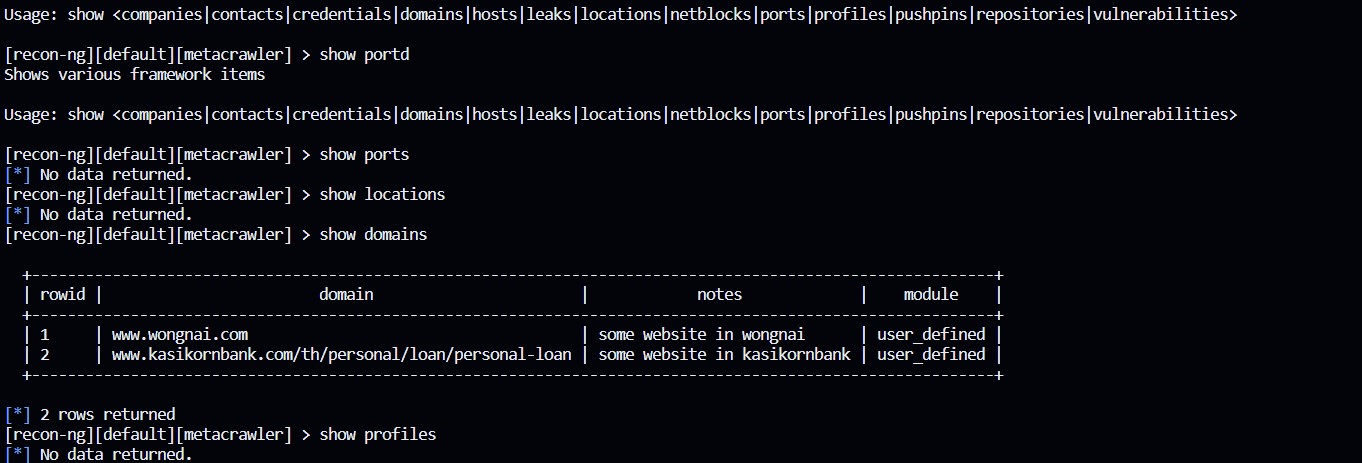 Usage: show <companies|contacts|credentials|domains|hosts|leaks|locations|netblocks|ports|profiles|pushpins|repositories|vulnerabilities>
[recon-ng][default][metacrawler] > show portd
Shows various framework items
Usage: show <companies|contacts|credentials|domains|hosts|leaks|locations|netblocks|ports|profiles|pushpins|repositories|vulnerabilities>
[recon-ng][default][metacrawler] > show ports
[*] No data returned.
[recon-ng][default][metacrawler] > show locations
[*] No data returned.
[recon-ng][default][metacrawler] > show domains
+-----------------------------------------------------------------------------------------------------------+
| rowid | domain | notes | module |
+-----------------------------------------------------------------------------------------------------------+
| 1 | www.wongnai.com | some website in wongnai | user_defined |
| 2 | www.kasikornbank.com/th/personal/loan/personal-loan | some website in kasikornbank | user_defined |
+-----------------------------------------------------------------------------------------------------------+
[*] 2 rows returned
[recon-ng][default][metacrawler] > show profiles
[*] No data returned.